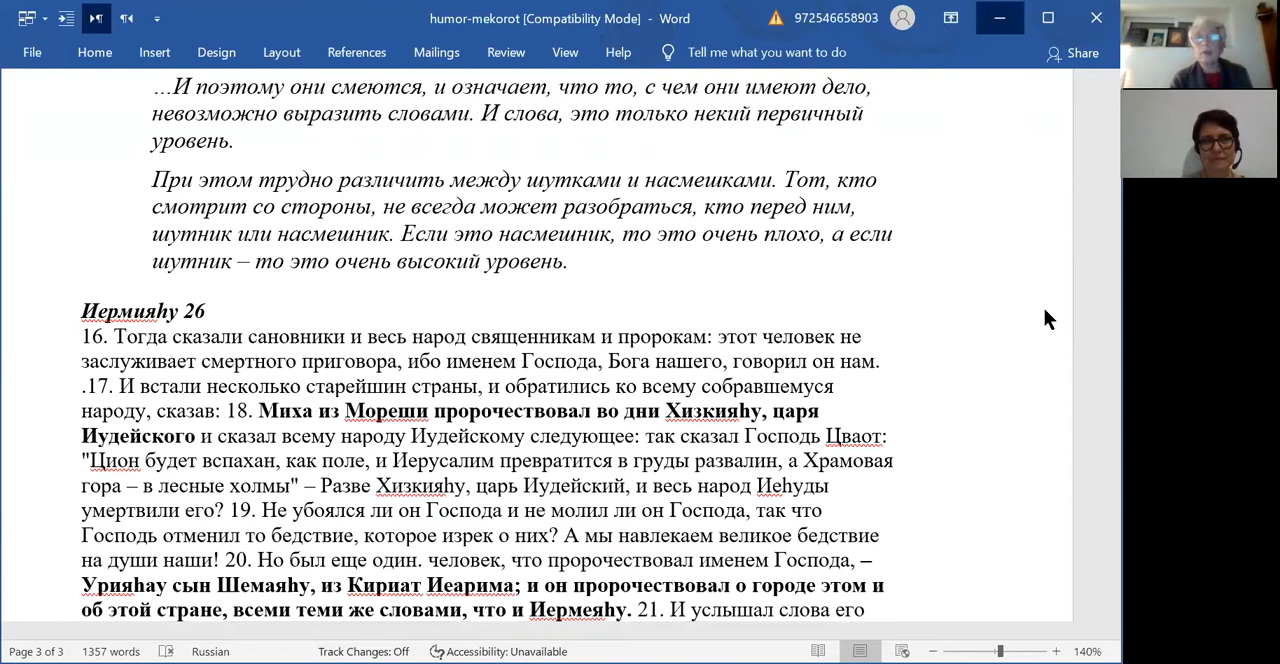 humor-mekorot [Compatibility Mode] - Word
972546658903
File Home Insert Design Layout References Mailings Review View Help Tell me what you want to do Share
...И поэтому они смеются, и означает, что то, с чем они имеют дело,
невозможно выразить словами. И слова, это только некий первичный
уровень.
При этом трудно различить между шутками и насмешками. Тот, кто
смотрит со стороны, не всегда может разобраться, кто перед ним,
шутник или насмешник. Если это насмешник, то это очень плохо, а если
шутник – то это очень высокий уровень.
Иермияhу 26
16. Тогда сказали сановники и весь народ священникам и пророкам: этот человек не
заслуживает смертного приговора, ибо именем Господа, Бога нашего, говорил он нам.
.17. И встали несколько старейшин страны, и обратились ко всему собравшемуся
народу, сказав: 18. Миха из Мореши пророчествовал во дни Хизкияhу, царя
Иудейского и сказал всему народу Иудейскому следующее: так сказал Господь Цваот:
"Цион будет вспахан, как поле, и Иерусалим превратится в груды развалин, а Храмовая
гора – в лесные холмы" – Разве Хизкияhу, царь Иудейский, и весь народ Иеhуды
умертвили его? 19. Не убоялся ли он Господа и не молил ли он Господа, так что
Господь отменил то бедствие, которое изрек о них? А мы навлекаем великое бедствие
на души наши! 20. Но был еще один. человек, что пророчествовал именем Господа, –
Урияhау сын Шемаяhу, из Кириат Иеарима; и он пророчествовал о городе этом и
об этой стране, всеми теми же словами, что и Иермеяhу. 21. И услышал слова его
Page 3 of 3 1357 words Russian Track Changes: Off Accessibility: Unavailable 140%